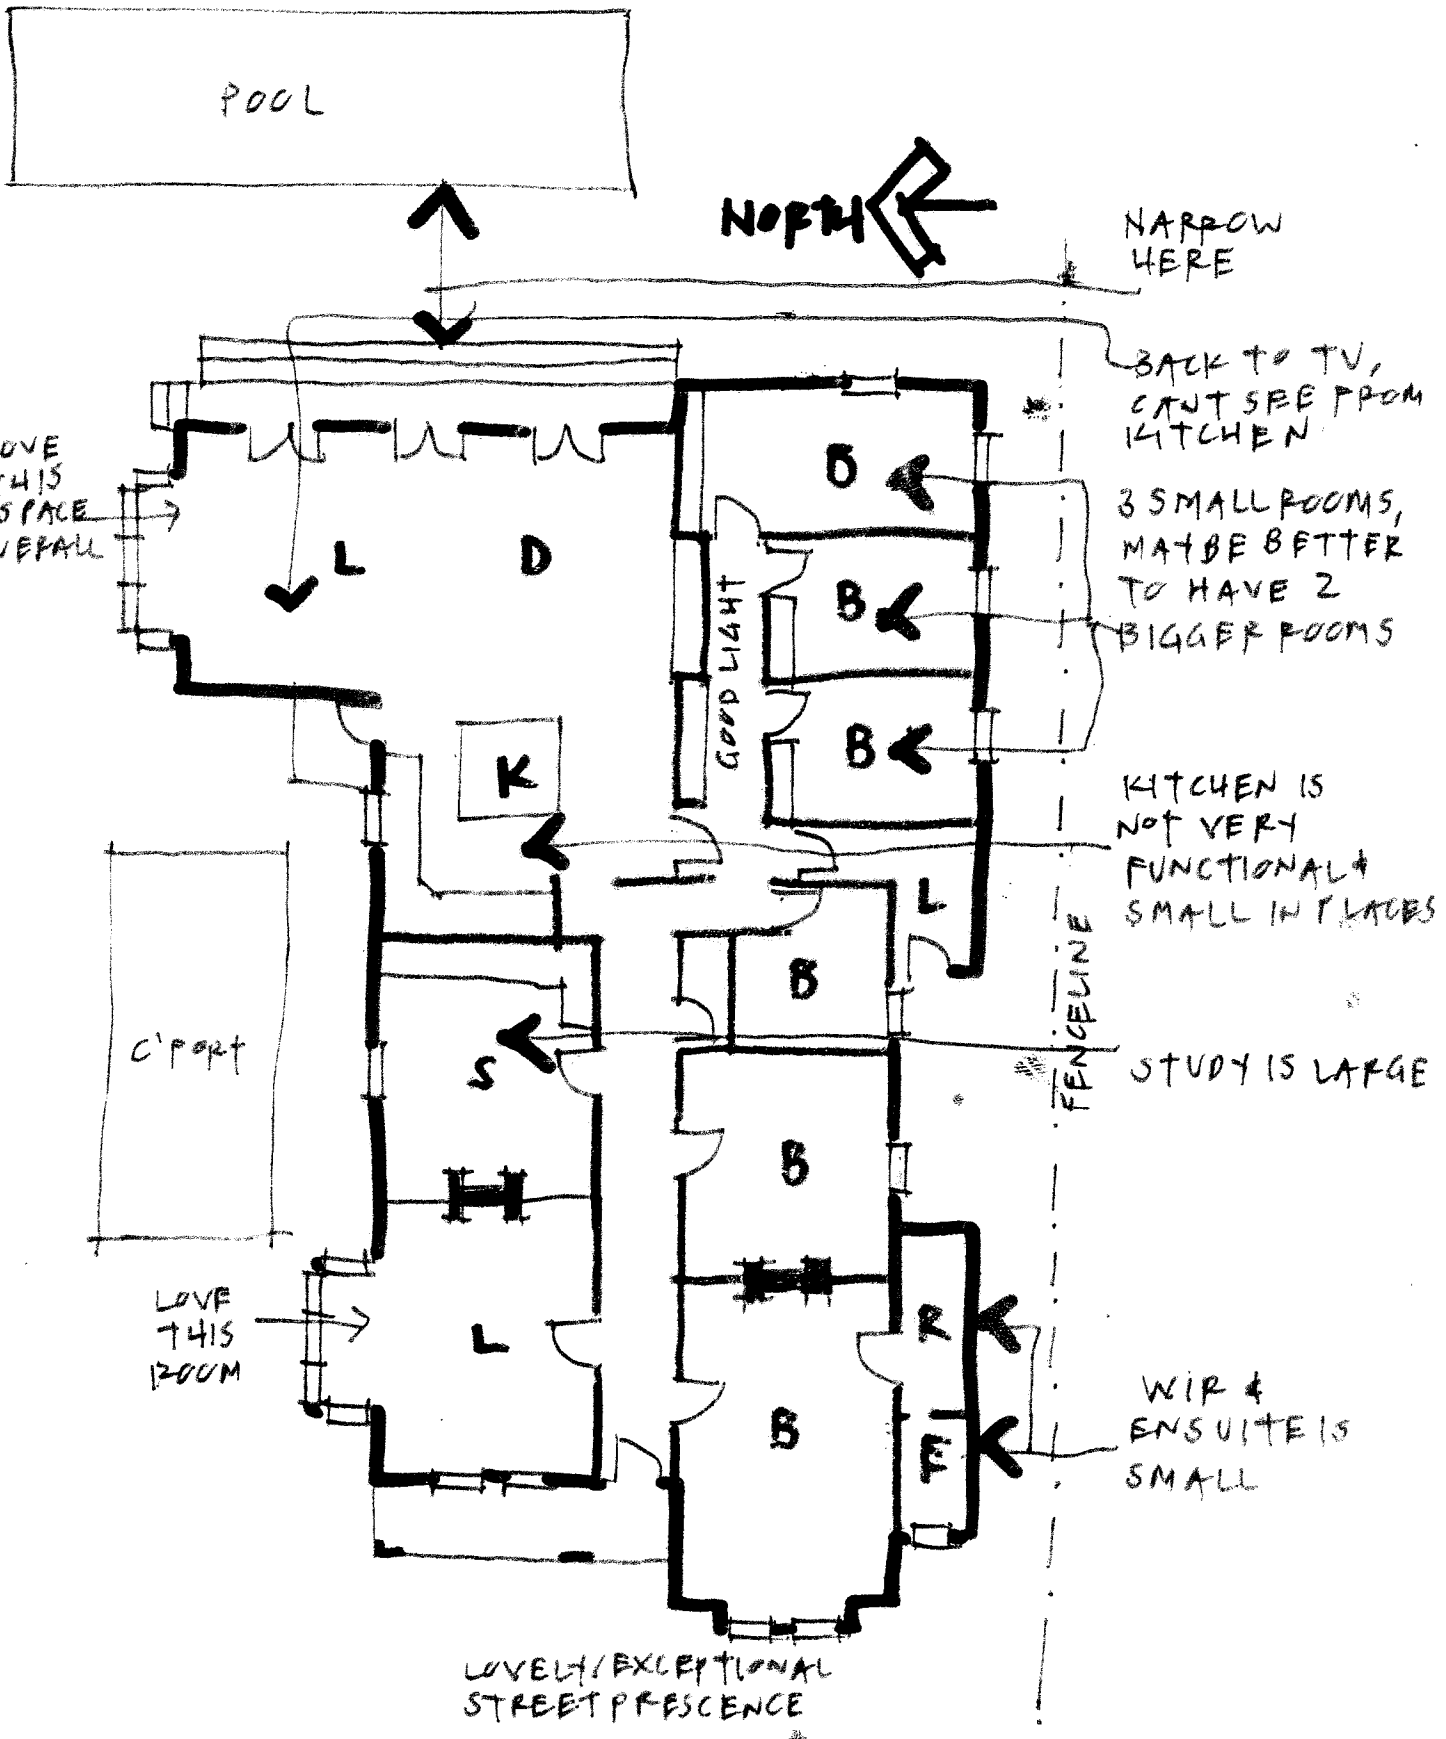 POOL
NORTH
NARROW
HERE
BACK TO TV,
CANT SEE FROM
KITCHEN
LOVE
THIS
SPACE
OVERALL
L
D
B
3 SMALL ROOMS,
MAYBE BETTER
TO HAVE 2
BIGGER ROOMS
GOOD LIGHT
B
K
B
KITCHEN IS
NOT VERY
FUNCTIONAL &
SMALL IN PLACES
L
B
FENCELINE
C'PORT
S
STUDY IS LARGE
B
LOVE
THIS
ROOM
L
R
B
E
WIR &
ENSUITE IS
SMALL
LOVELY/EXCEPTIONAL
STREET PRESCENCE